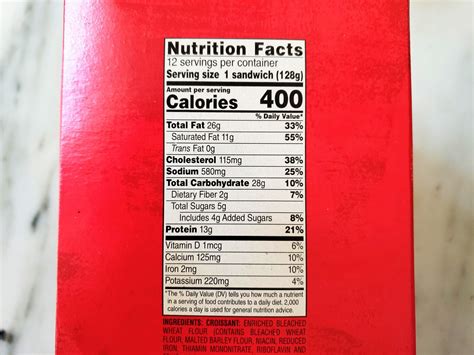 Nutrition Facts
12 servings per container
Serving size 1 sandwich (128g)
Amount per serving
Calories 400
% Daily Value*
Total Fat 26g 33%
Saturated Fat 11g 55%
Trans Fat 0g
Cholesterol 115mg 38%
Sodium 580mg 25%
Total Carbohydrate 28g 10%
Dietary Fiber 2g 7%
Total Sugars 5g
Includes 4g Added Sugars 8%
Protein 13g 21%
Vitamin D 1mcg 6%
Calcium 125mg 10%
Iron 2mg 10%
Potassium 220mg 4%
*The % Daily Value (DV) tells you how much a nutrient
in a serving of food contributes to a daily diet. 2,000
calories a day is used for general nutrition advice.
INGREDIENTS: CROISSANT: ENRICHED BLEACHED
WHEAT FLOUR (CONTAINS BLEACHED WHEAT
FLOUR, MALTED BARLEY FLOUR, NIACIN, REDUCED
IRON, THIAMIN MONONITRATE, RIBOFLAVIN AND